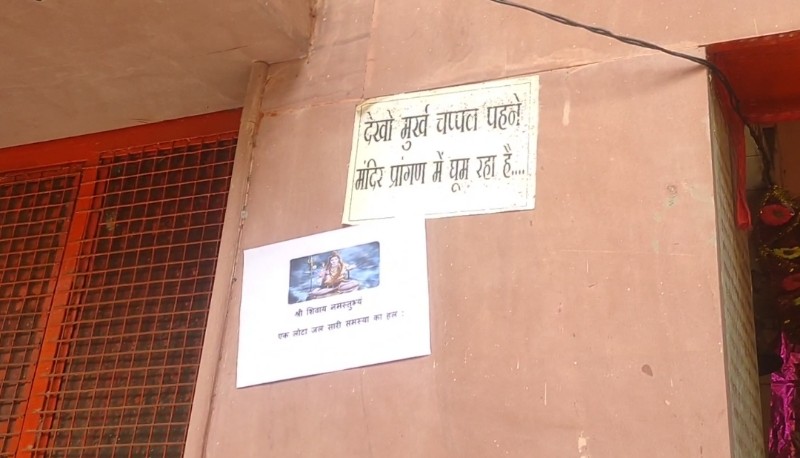 देखो मुर्ख चप्पल पहने
मंदिर प्रांगण में घूम रहा है....
श्री शिवाय नमस्तुभ्यं
एक लोटा जल सारी समस्या का हल :